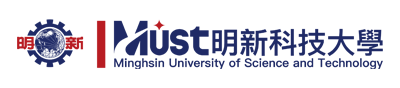 明 新
Must明新科技大學
Minghsin University of Science and Technology